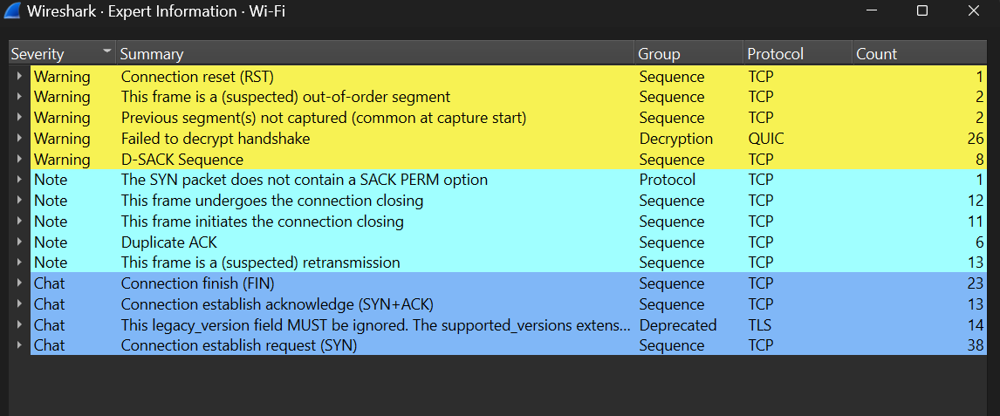 Wireshark · Expert Information · Wi-Fi
Severity Summary Group Protocol Count
Warning Connection reset (RST) Sequence TCP 1
Warning This frame is a (suspected) out-of-order segment Sequence TCP 2
Warning Previous segment(s) not captured (common at capture start) Sequence TCP 2
Warning Failed to decrypt handshake Decryption QUIC 26
Warning D-SACK Sequence Sequence TCP 8
Note The SYN packet does not contain a SACK PERM option Protocol TCP 1
Note This frame undergoes the connection closing Sequence TCP 12
Note This frame initiates the connection closing Sequence TCP 11
Note Duplicate ACK Sequence TCP 6
Note This frame is a (suspected) retransmission Sequence TCP 13
Chat Connection finish (FIN) Sequence TCP 23
Chat Connection establish acknowledge (SYN+ACK) Sequence TCP 13
Chat This legacy_version field MUST be ignored. The supported_versions extens... Deprecated TLS 14
Chat Connection establish request (SYN) Sequence TCP 38